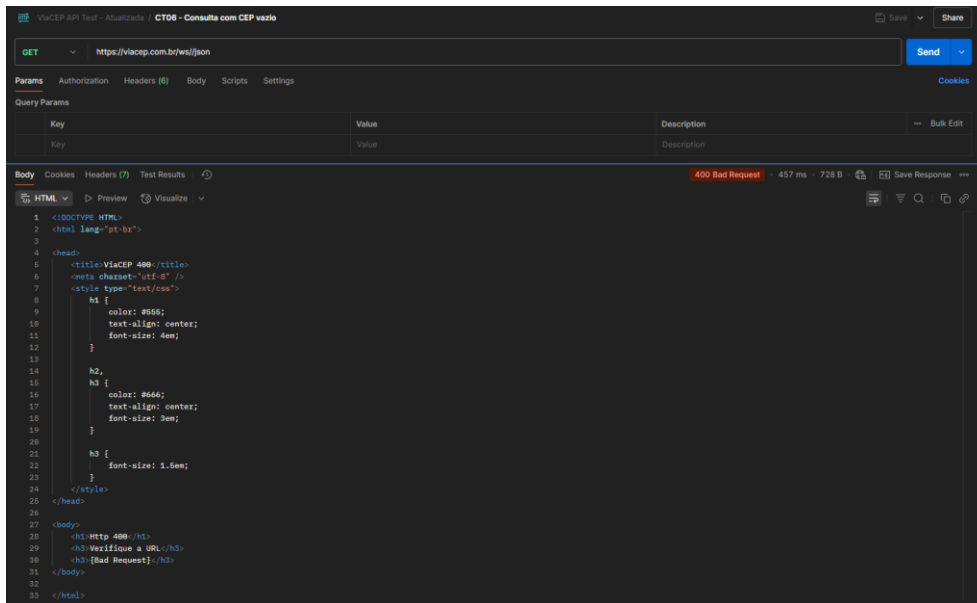 ViaCEP API Test - Atualizada / CT06 - Consulta com CEP vazio Save Share
GET https://viacep.com.br/ws//json Send
Params Authorization Headers (6) Body Scripts Settings Cookies
Query Params
Key Value Description Bulk Edit
Key Value Description
Body Cookies Headers (7) Test Results 400 Bad Request 457 ms 728 B Save Response
HTML Preview Visualize
1 <!DOCTYPE HTML>
2 <html lang="pt-br">
3
4 <head>
5 <title>ViaCEP 400</title>
6 <meta charset="utf-8" />
7 <style type="text/css">
8 h1 {
9 color: #555;
10 text-align: center;
11 font-size: 4em;
12 }
13
14 h2,
15 h3 {
16 color: #666;
17 text-align: center;
18 font-size: 3em;
19 }
20
21 h3 {
22 font-size: 1.5em;
23 }
24 </style>
25 </head>
26
27 <body>
28 <h1>Http 400</h1>
29 <h3>Verifique a URL</h3>
30 <h3>{Bad Request}</h3>
31 </body>
32
33 </html>